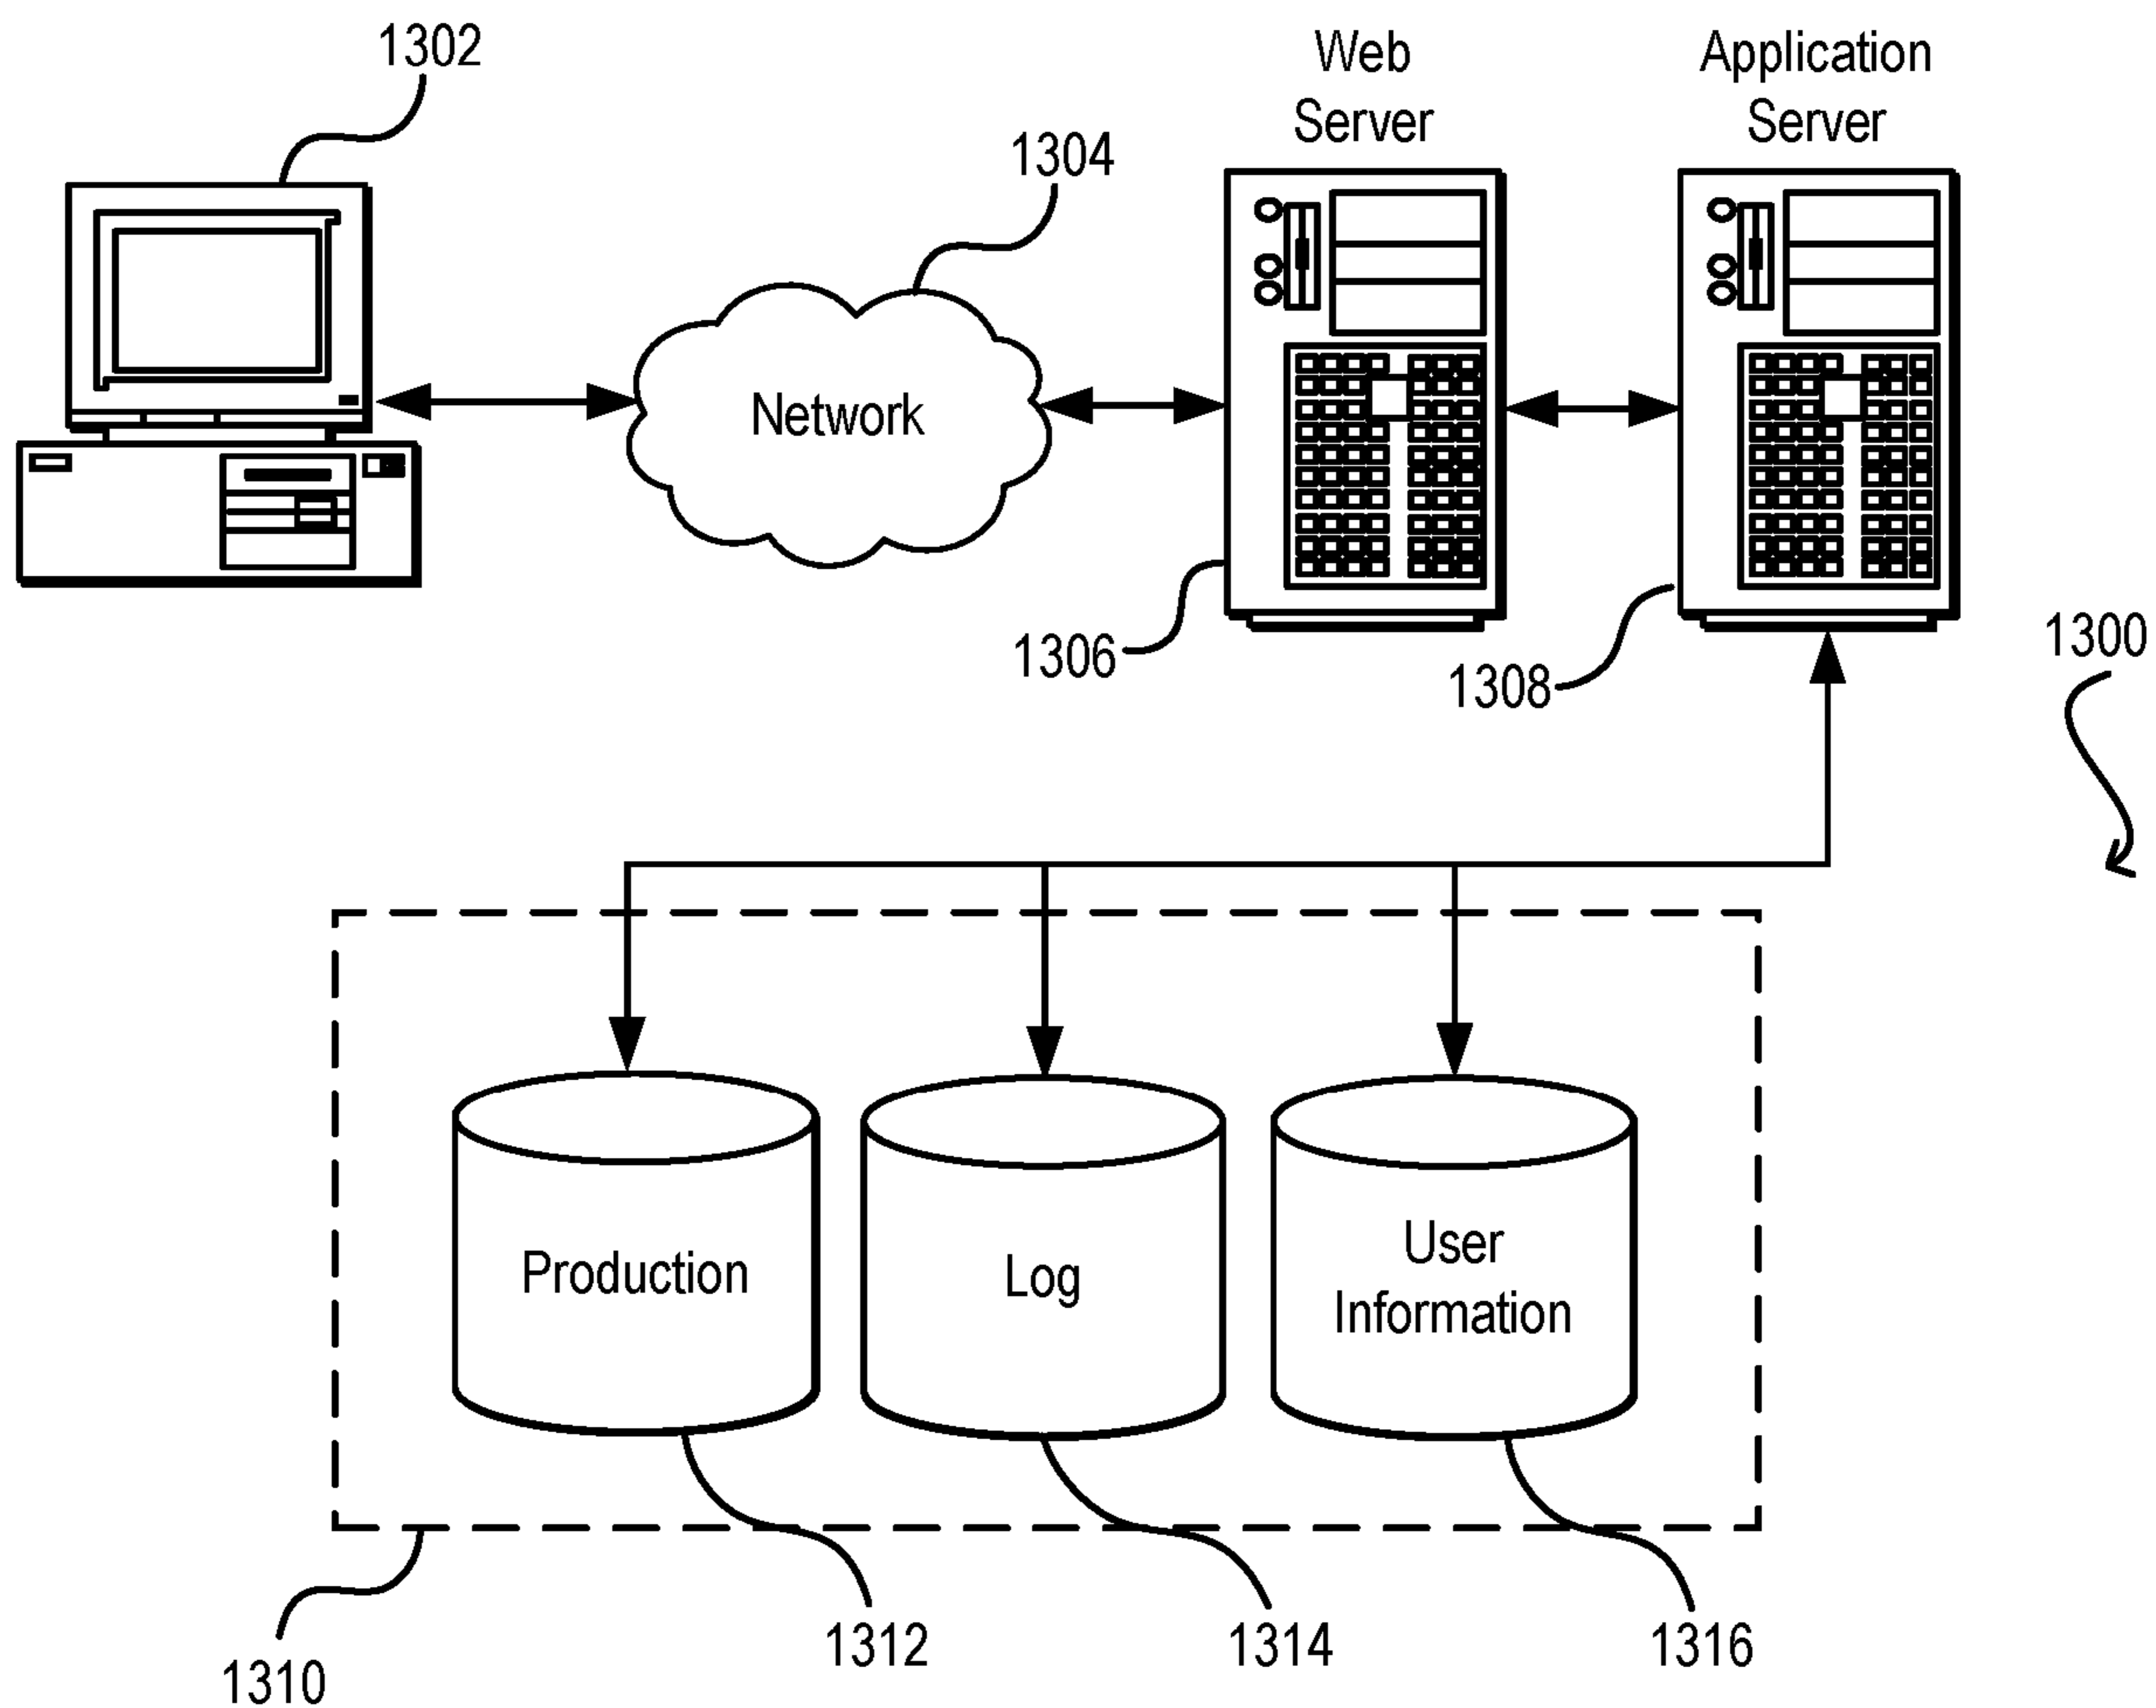 1302
Web
Server
Application
Server
1304
Network
1306
1308
1300
Production
Log
User
Information
1310
1312
1314
1316